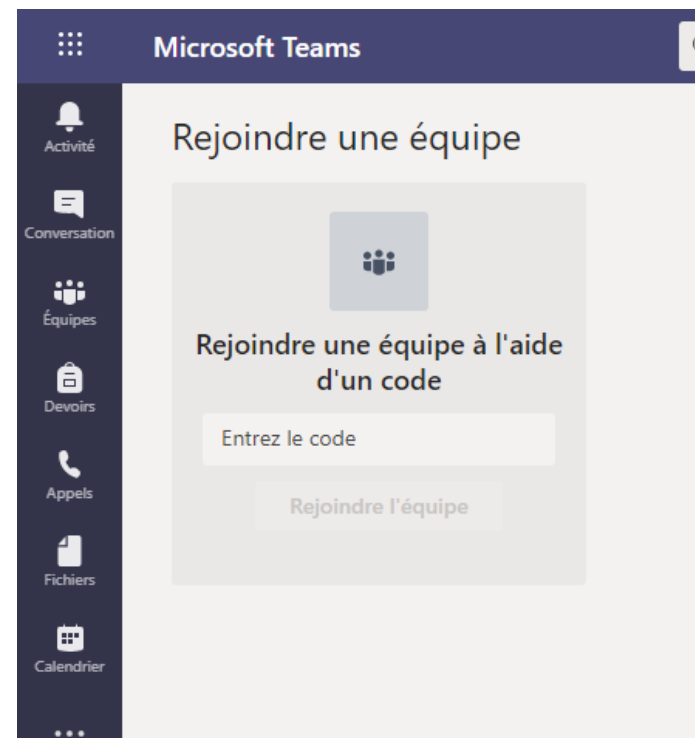 Microsoft Teams
Activité
Conversation
Équipes
Devoirs
Appels
Fichiers
Calendrier
Rejoindre une équipe
Rejoindre une équipe à l'aide
d'un code
Entrez le code
Rejoindre l'équipe